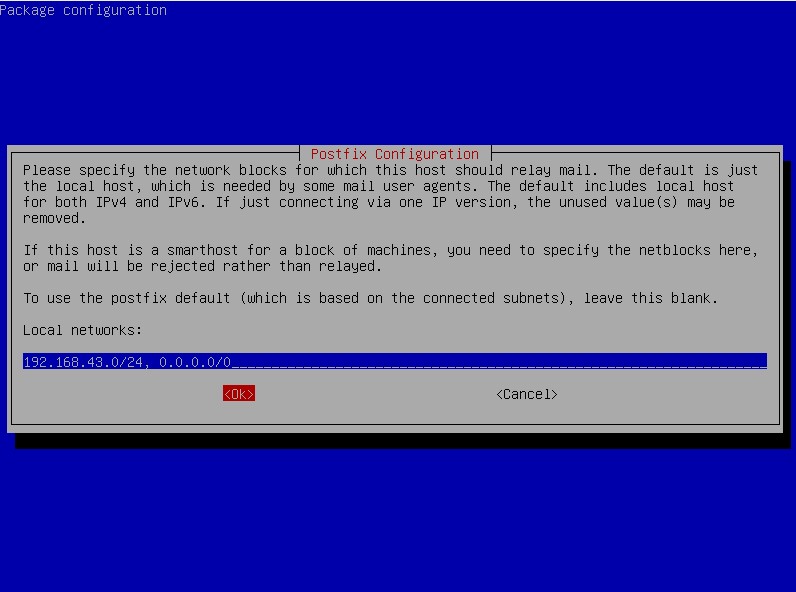 Package configuration
Postfix Configuration
Please specify the network blocks for which this host should relay mail. The default is just
the local host, which is needed by some mail user agents. The default includes local host
for both IPv4 and IPv6. If just connecting via one IP version, the unused value(s) may be
removed.
If this host is a smarthost for a block of machines, you need to specify the netblocks here,
or mail will be rejected rather than relayed.
To use the postfix default (which is based on the connected subnets), leave this blank.
Local networks:
192.168.43.0/24, 0.0.0.0/0
<Ok> <Cancel>